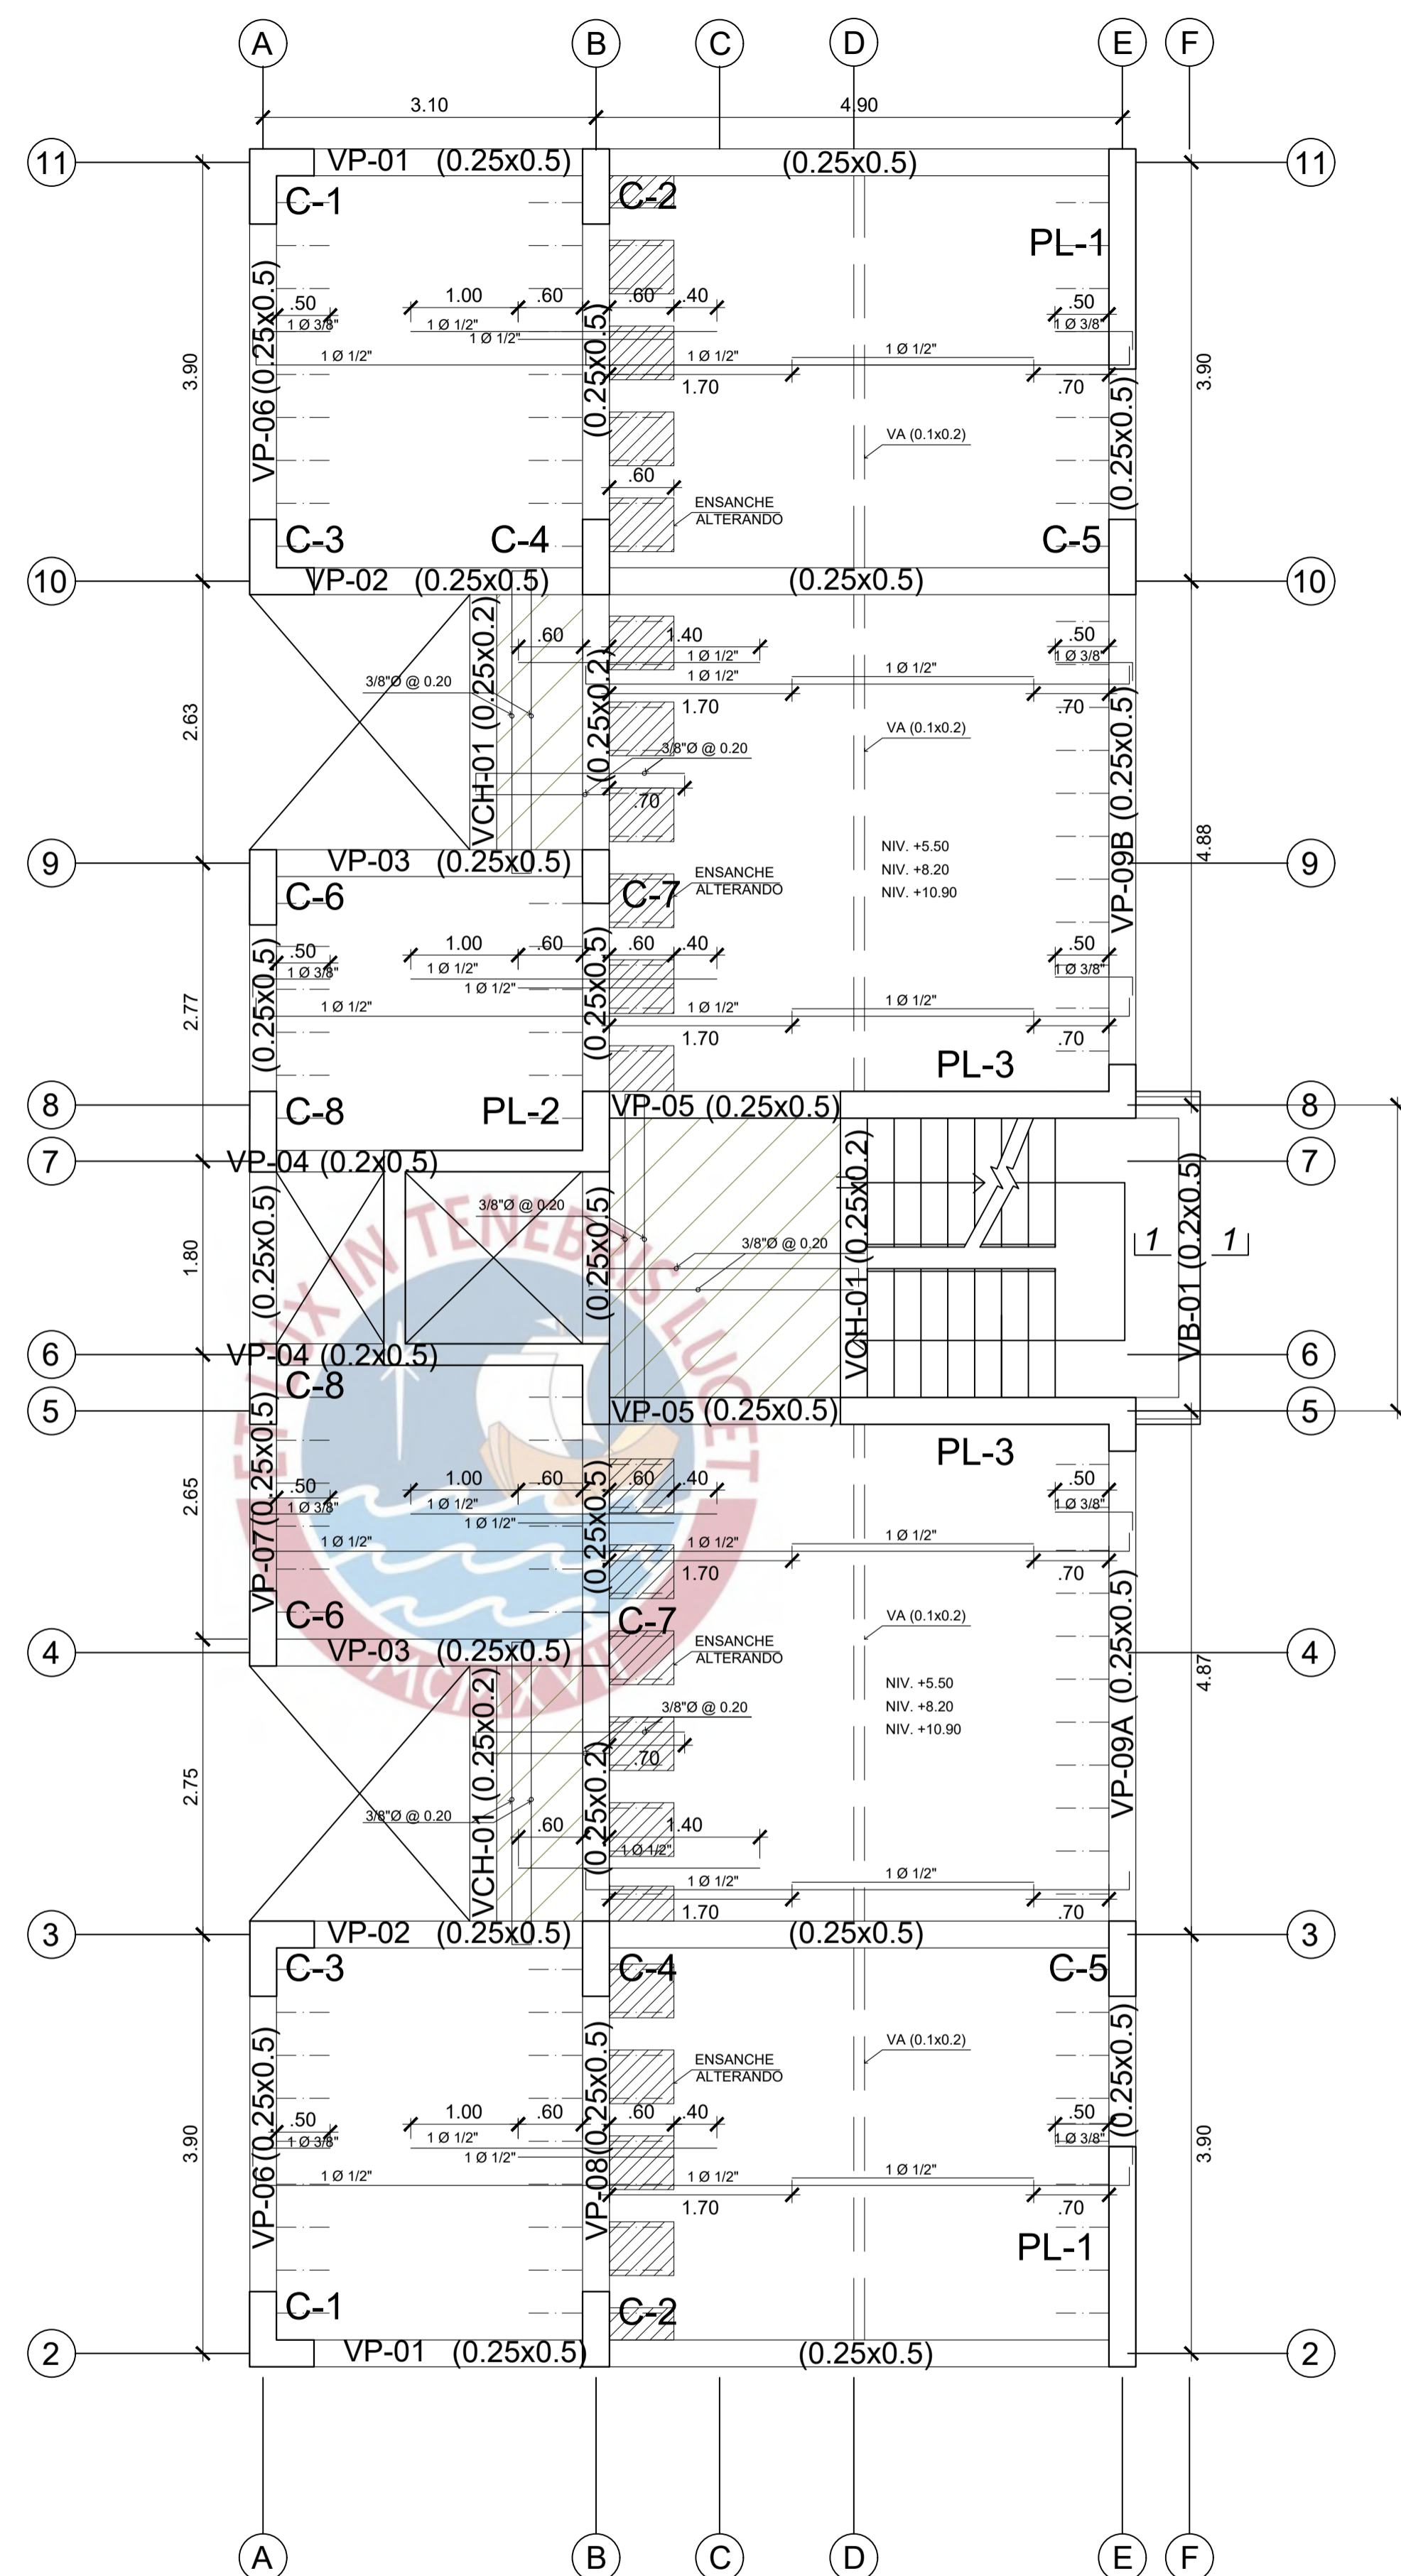 A B C D E F
3.10 4.90
11 VP-01 (0.25x0.5) (0.25x0.5) 11
C-1 C-2
PL-1
.50 1.00 .60 .60 .40 .50
1 Ø 3/8" 1 Ø 1/2" 1 Ø 3/8"
1 Ø 1/2"
1 Ø 1/2" 1 Ø 1/2" 1 Ø 1/2"
1.70 .70
VP-06 (0.25x0.5)
(0.25x0.5)
(0.25x0.5)
3.90
3.90
VA (0.1x0.2)
.60
ENSANCHE
ALTERANDO
C-3 C-4 C-5
10 VP-02 (0.25x0.5) (0.25x0.5) 10
.60 1.40 .50
1 Ø 1/2" 1 Ø 3/8"
1 Ø 1/2" 1 Ø 1/2"
3/8"Ø @ 0.20
1.70 .70
VCH-01 (0.25x0.2)
(0.25x0.2)
2.63
VA (0.1x0.2)
3/8"Ø @ 0.20
.70
VP-09B (0.25x0.5)
4.88
NIV. +5.50
NIV. +8.20
NIV. +10.90
9 VP-03 (0.25x0.5) 9
ENSANCHE
ALTERANDO
C-6 C-7
.50 1.00 .60 .60 .40 .50
1 Ø 3/8" 1 Ø 1/2" 1 Ø 3/8"
1 Ø 1/2"
1 Ø 1/2" 1 Ø 1/2" 1 Ø 1/2"
1.70 .70
(0.25x0.5)
(0.25x0.5)
2.77
PL-3
8 C-8 PL-2 VP-05 (0.25x0.5) 8
7 VP-04 (0.2x0.5) 7
3/8"Ø @ 0.20
3/8"Ø @ 0.20
1.80
(0.25x0.5)
(0.25x0.5)
VCH-01 (0.25x0.2)
1 1
VB-01 (0.2x0.5)
ET LUX IN TENEBRIS LUCET
6 VP-04 (0.2x0.5) 6
C-8
5 VP-05 (0.25x0.5) 5
PL-3
.50 1.00 .60 .60 .40 .50
1 Ø 3/8" 1 Ø 1/2" 1 Ø 3/8"
1 Ø 1/2"
1 Ø 1/2" 1 Ø 1/2" 1 Ø 1/2"
1.70 .70
2.65
VP-07 (0.25x0.5)
(0.25x0.5)
VP-09A (0.25x0.5)
4.87
VA (0.1x0.2)
C-6 C-7
ENSANCHE
ALTERANDO
4 VP-03 (0.25x0.5) 4
MCMXVII
NIV. +5.50
NIV. +8.20
NIV. +10.90
3/8"Ø @ 0.20
.70
2.75
VCH-01 (0.25x0.2)
(0.25x0.2)
3/8"Ø @ 0.20
.60 1.40
1 Ø 1/2"
1 Ø 1/2" 1 Ø 1/2"
1.70 .70
3 VP-02 (0.25x0.5) (0.25x0.5) 3
C-3 C-4 C-5
VA (0.1x0.2)
ENSANCHE
ALTERANDO
.50 1.00 .60 .60 .40 .50
1 Ø 3/8" 1 Ø 1/2" 1 Ø 3/8"
1 Ø 1/2"
1 Ø 1/2" 1 Ø 1/2" 1 Ø 1/2"
1.70 .70
3.90
VP-06 (0.25x0.5)
VP-08 (0.25x0.5)
(0.25x0.5)
3.90
PL-1
C-1 C-2
2 VP-01 (0.25x0.5) (0.25x0.5) 2
A B C D E F